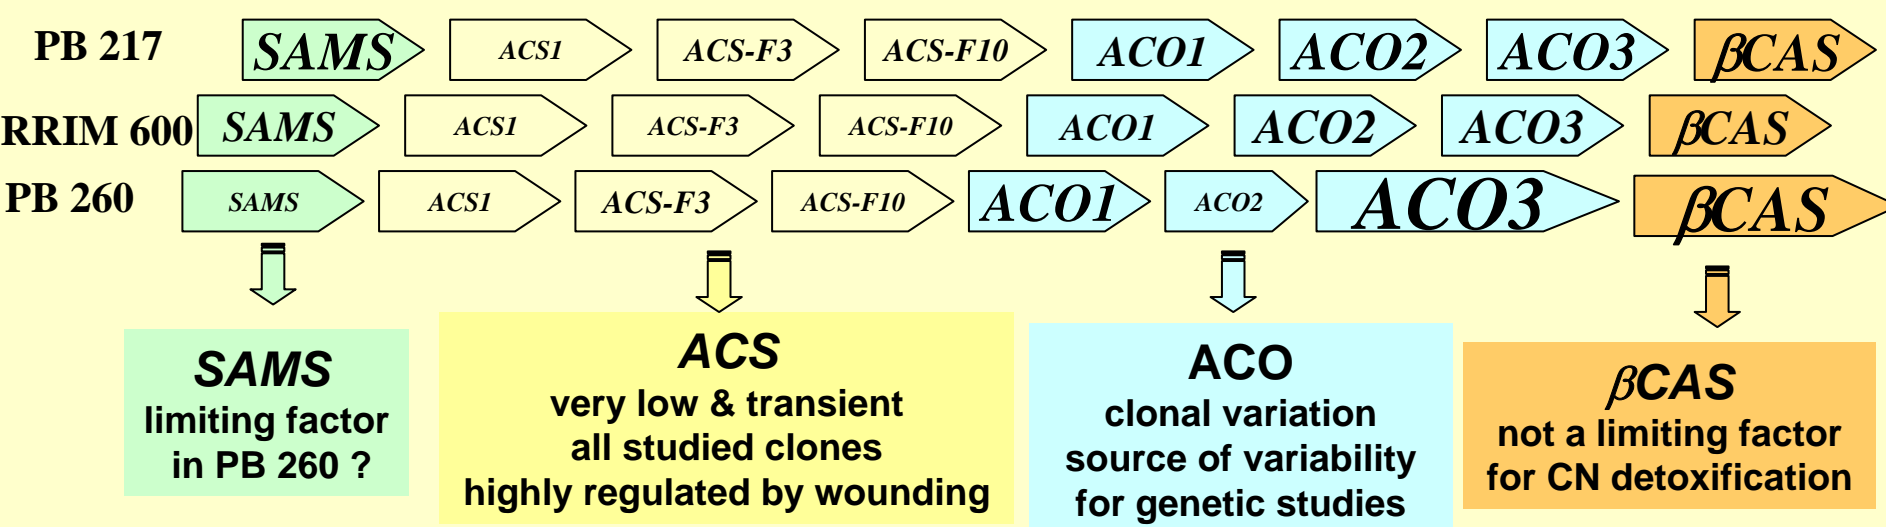 PB 217 SAMS ACS1 ACS-F3 ACS-F10 ACO1 ACO2 ACO3 βCAS
RRIM 600 SAMS ACS1 ACS-F3 ACS-F10 ACO1 ACO2 ACO3 βCAS
PB 260 SAMS ACS1 ACS-F3 ACS-F10 ACO1 ACO2 ACO3 βCAS
SAMS
limiting factor
in PB 260 ?
ACS
very low & transient
all studied clones
highly regulated by wounding
ACO
clonal variation
source of variability
for genetic studies
βCAS
not a limiting factor
for CN detoxification